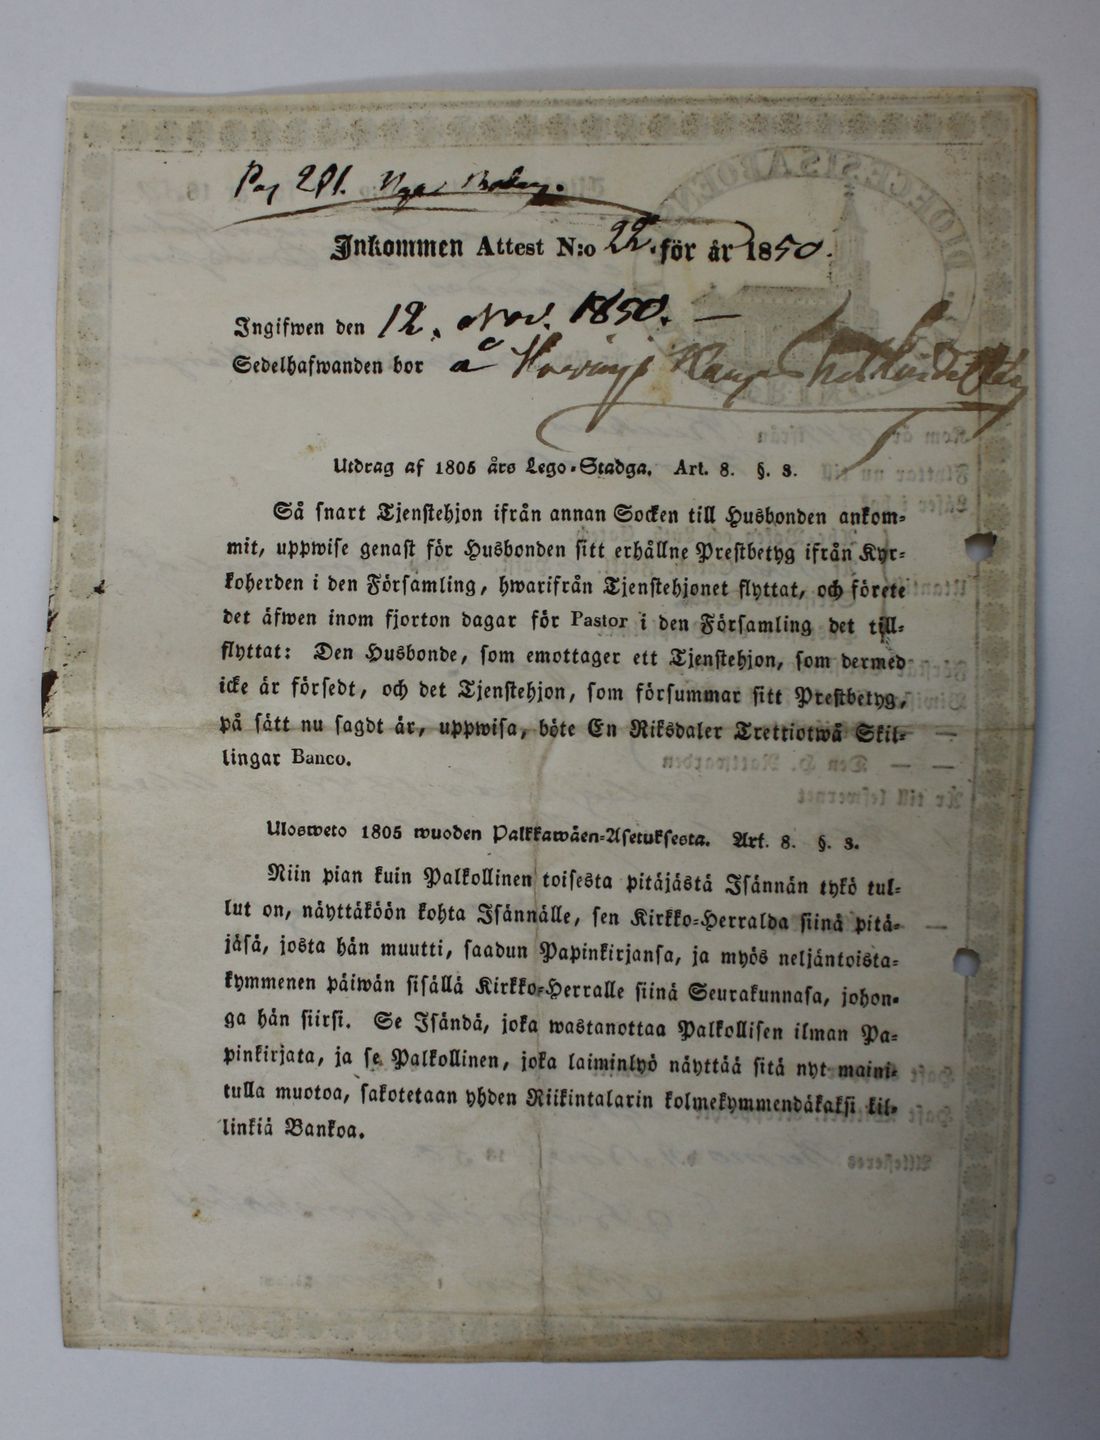 Pag 281. Nya
Inkommen Attest N:o 22. för år 1850.
Ingifwen den 12. Nov. 1850. —
Sedelhafwanden bor å
Utdrag af 1805 års Lego-Stadga. Art. 8. §. 3.
Så snart Tjenstehjon ifrån annan Socken till Husbonden ankom-
mit, uppwise genast för Husbonden sitt erhållne Prestbetyg ifrån Kyr-
koherden i den Församling, hwarifrån Tjenstehjonet flyttat, och förete
det äfwen inom fjorton dagar för Pastor i den Församling det till-
flyttat: Den Husbonde, som emottager ett Tjenstehjon, som dermed
icke är försedt, och det Tjenstehjon, som försummar sitt Prestbetyg,
på sätt nu sagdt är, uppwisa, böte En Riksdaler Trettiotwå Skil-
lingar Banco.
Ulosweto 1805 wuoden Palkkawäen-Asetuksesta. Art. 8. §. 3.
Niin pian kuin Palkollinen toisesta pitäjästä Isännän tykö tul-
lut on, näyttäköön kohta Isännälle, sen Kirkko-Herralda siinä pitä-
jäsä, josta hän muutti, saadun Papinkirjansa, ja myös neljäntoista-
kymmenen päiwän sisällä Kirkko-Herralle siinä Seurakunnasa, johon-
ga hän siirsi. Se Isändä, joka wastanottaa Palkollisen ilman Pa-
pinkirjata, ja se Palkollinen, joka laiminlyö näyttää sitä nyt maini-
tulla muotoa, sakotetaan yhden Riikintalarin kolmekymmendäkaksi kil-
linkiä Bankoa.